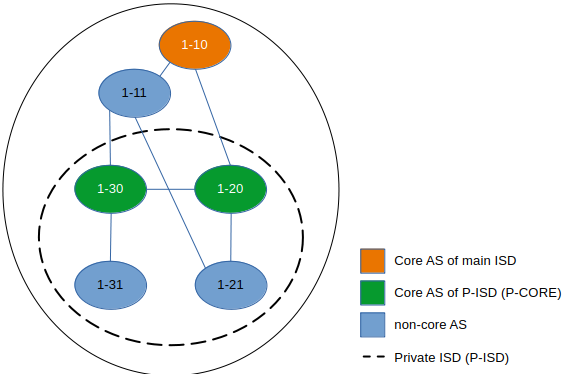 1-10
1-11
1-30
1-20
1-31
1-21
Core AS of main ISD
Core AS of P-ISD (P-CORE)
non-core AS
Private ISD (P-ISD)